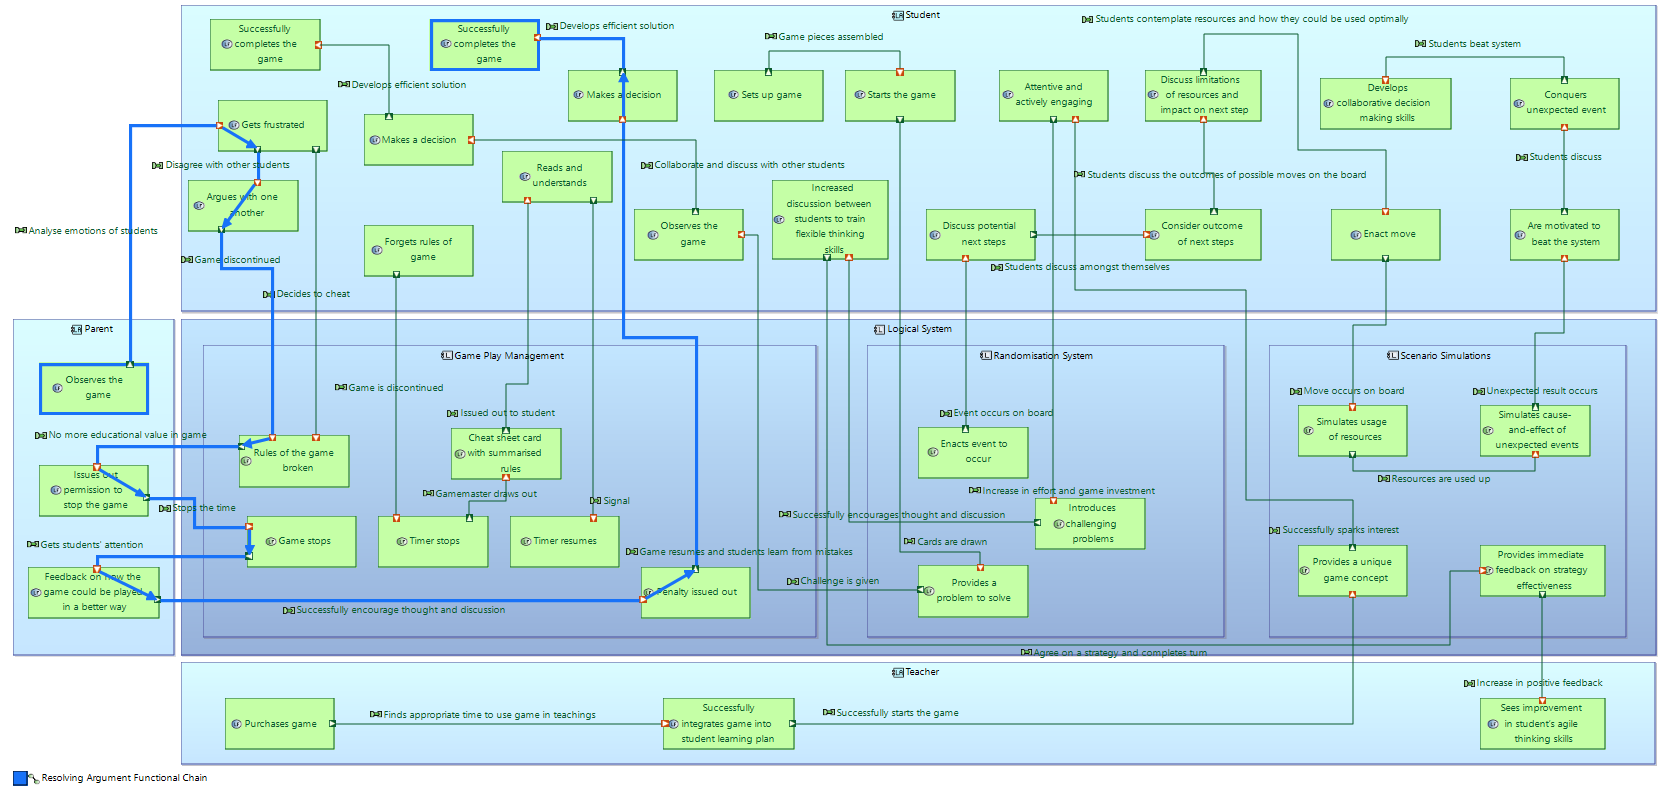 Student
Successfully
completes the
game
Successfully
completes the
game
Develops efficient solution
Students contemplate resources and how they could be used optimally
Game pieces assembled
Students beat system
Develops efficient solution
Makes a decision
Sets up game
Starts the game
Attentive and
actively engaging
Discuss limitations
of resources and
impact on next step
Develops
collaborative decision
making skills
Conquers
unexpected event
Gets frustrated
Makes a decision
Disagree with other students
Reads and
understands
Collaborate and discuss with other students
Students discuss
Students discuss the outcomes of possible moves on the board
Argues with one
another
Increased
discussion between
students to train
flexible thinking
skills
Observes the
game
Discuss potential
next steps
Consider outcome
of next steps
Enact move
Are motivated to
beat the system
Analyse emotions of students
Forgets rules of
game
Game discontinued
Students discuss amongst themselves
Decides to cheat
Parent
Logical System
Game Play Management
Randomisation System
Scenario Simulations
Observes the
game
Game is discontinued
Move occurs on board
Unexpected result occurs
Issued out to student
Event occurs on board
Simulates usage
of resources
Simulates cause-
and-effect of
unexpected events
No more educational value in game
Rules of the game
broken
Cheat sheet card
with summarised
rules
Enacts event to
occur
Issues out
permission to
stop the game
Resources are used up
Gamemaster draws out
Increase in effort and game investment
Stops the time
Signal
Successfully encourages thought and discussion
Introduces
challenging
problems
Successfully sparks interest
Game stops
Timer stops
Timer resumes
Cards are drawn
Gets students' attention
Game resumes and students learn from mistakes
Provides a unique
game concept
Provides immediate
feedback on strategy
effectiveness
Feedback on how the
game could be played
in a better way
Penalty issued out
Challenge is given
Provides a
problem to solve
Successfully encourage thought and discussion
Agree on a strategy and completes turn
Teacher
Increase in positive feedback
Purchases game
Finds appropriate time to use game in teachings
Successfully
integrates game into
student learning plan
Successfully starts the game
Sees improvement
in student's agile
thinking skills
Resolving Argument Functional Chain